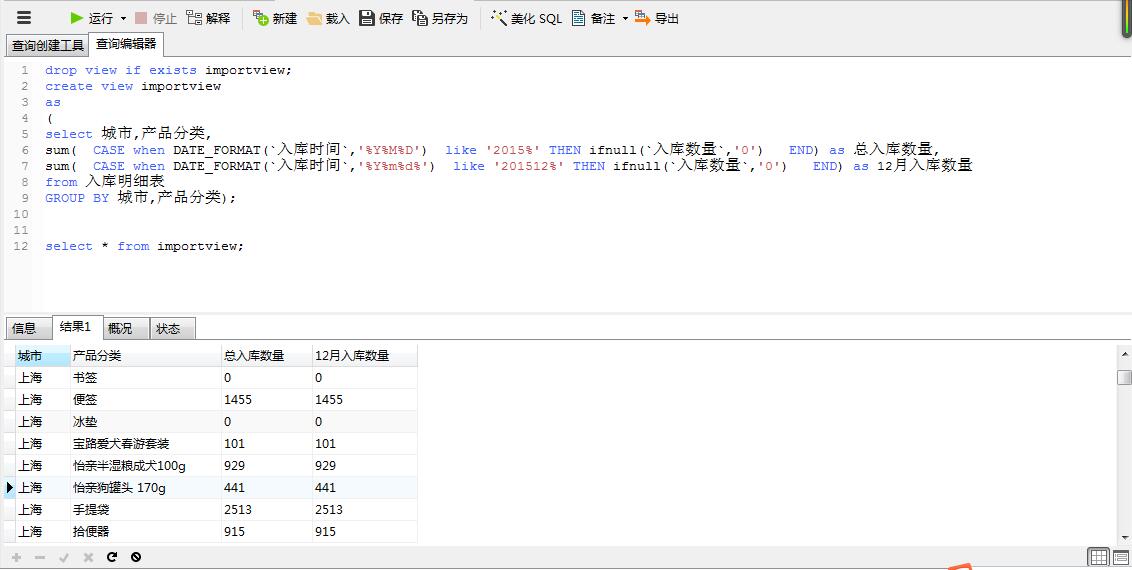 运行 停止 解释 新建 载入 保存 另存为 美化 SQL 备注 导出
查询创建工具 查询编辑器
1 drop view if exists importview;
2 create view importview
3 as
4 (
5 select 城市,产品分类,
6 sum(  CASE when DATE_FORMAT(`入库时间`,'%Y%M%D')  like '2015%' THEN ifnull(`入库数量`,'0')   END) as 总入库数量,
7 sum(  CASE when DATE_FORMAT(`入库时间`,'%Y%m%d%')  like '201512%' THEN ifnull(`入库数量`,'0')   END) as 12月入库数量
8 from 入库明细表
9 GROUP BY 城市,产品分类);
10
11
12 select * from importview;
信息 结果1 概况 状态
城市 产品分类 总入库数量 12月入库数量
上海 书签 0 0
上海 便签 1455 1455
上海 冰垫 0 0
上海 宝路爱犬春游套装 101 101
上海 怡亲半湿粮成犬100g 929 929
上海 怡亲狗罐头 170g 441 441
上海 手提袋 2513 2513
上海 拾便器 915 915